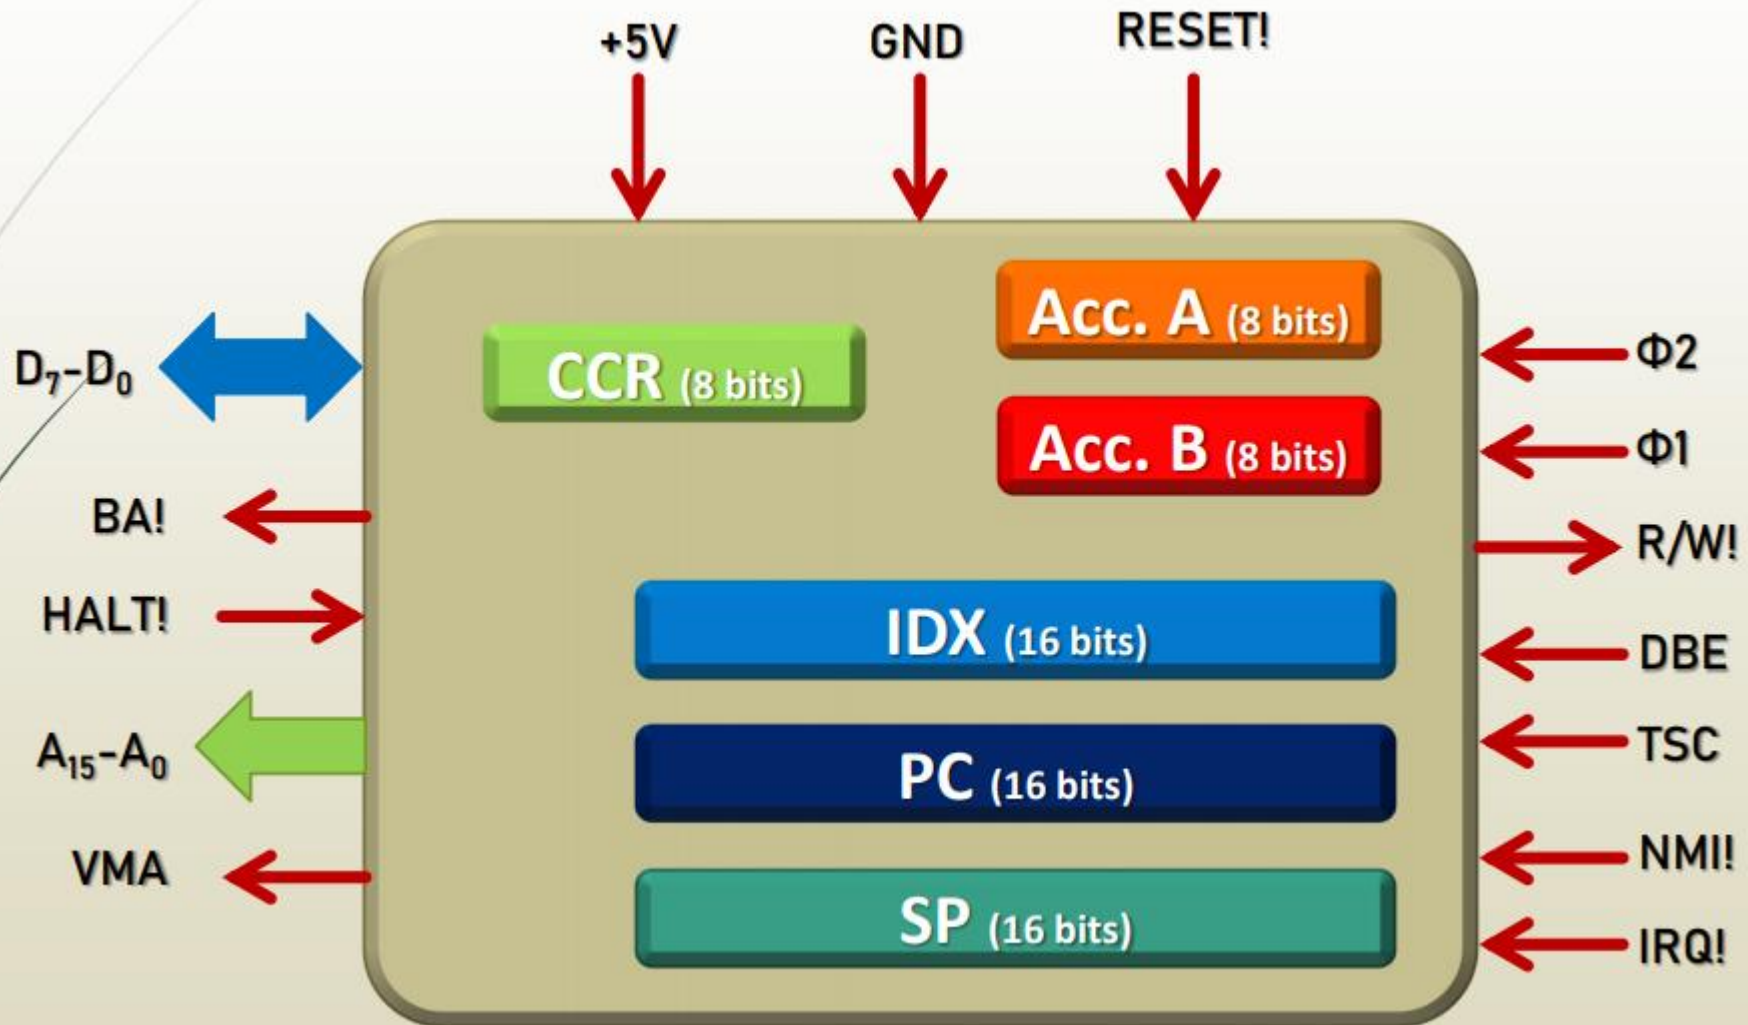 +5V
GND
RESET!
D₇-D₀
BA!
HALT!
A₁₅-A₀
VMA
CCR (8 bits)
Acc. A (8 bits)
Acc. B (8 bits)
IDX (16 bits)
PC (16 bits)
SP (16 bits)
Φ2
Φ1
R/W!
DBE
TSC
NMI!
IRQ!